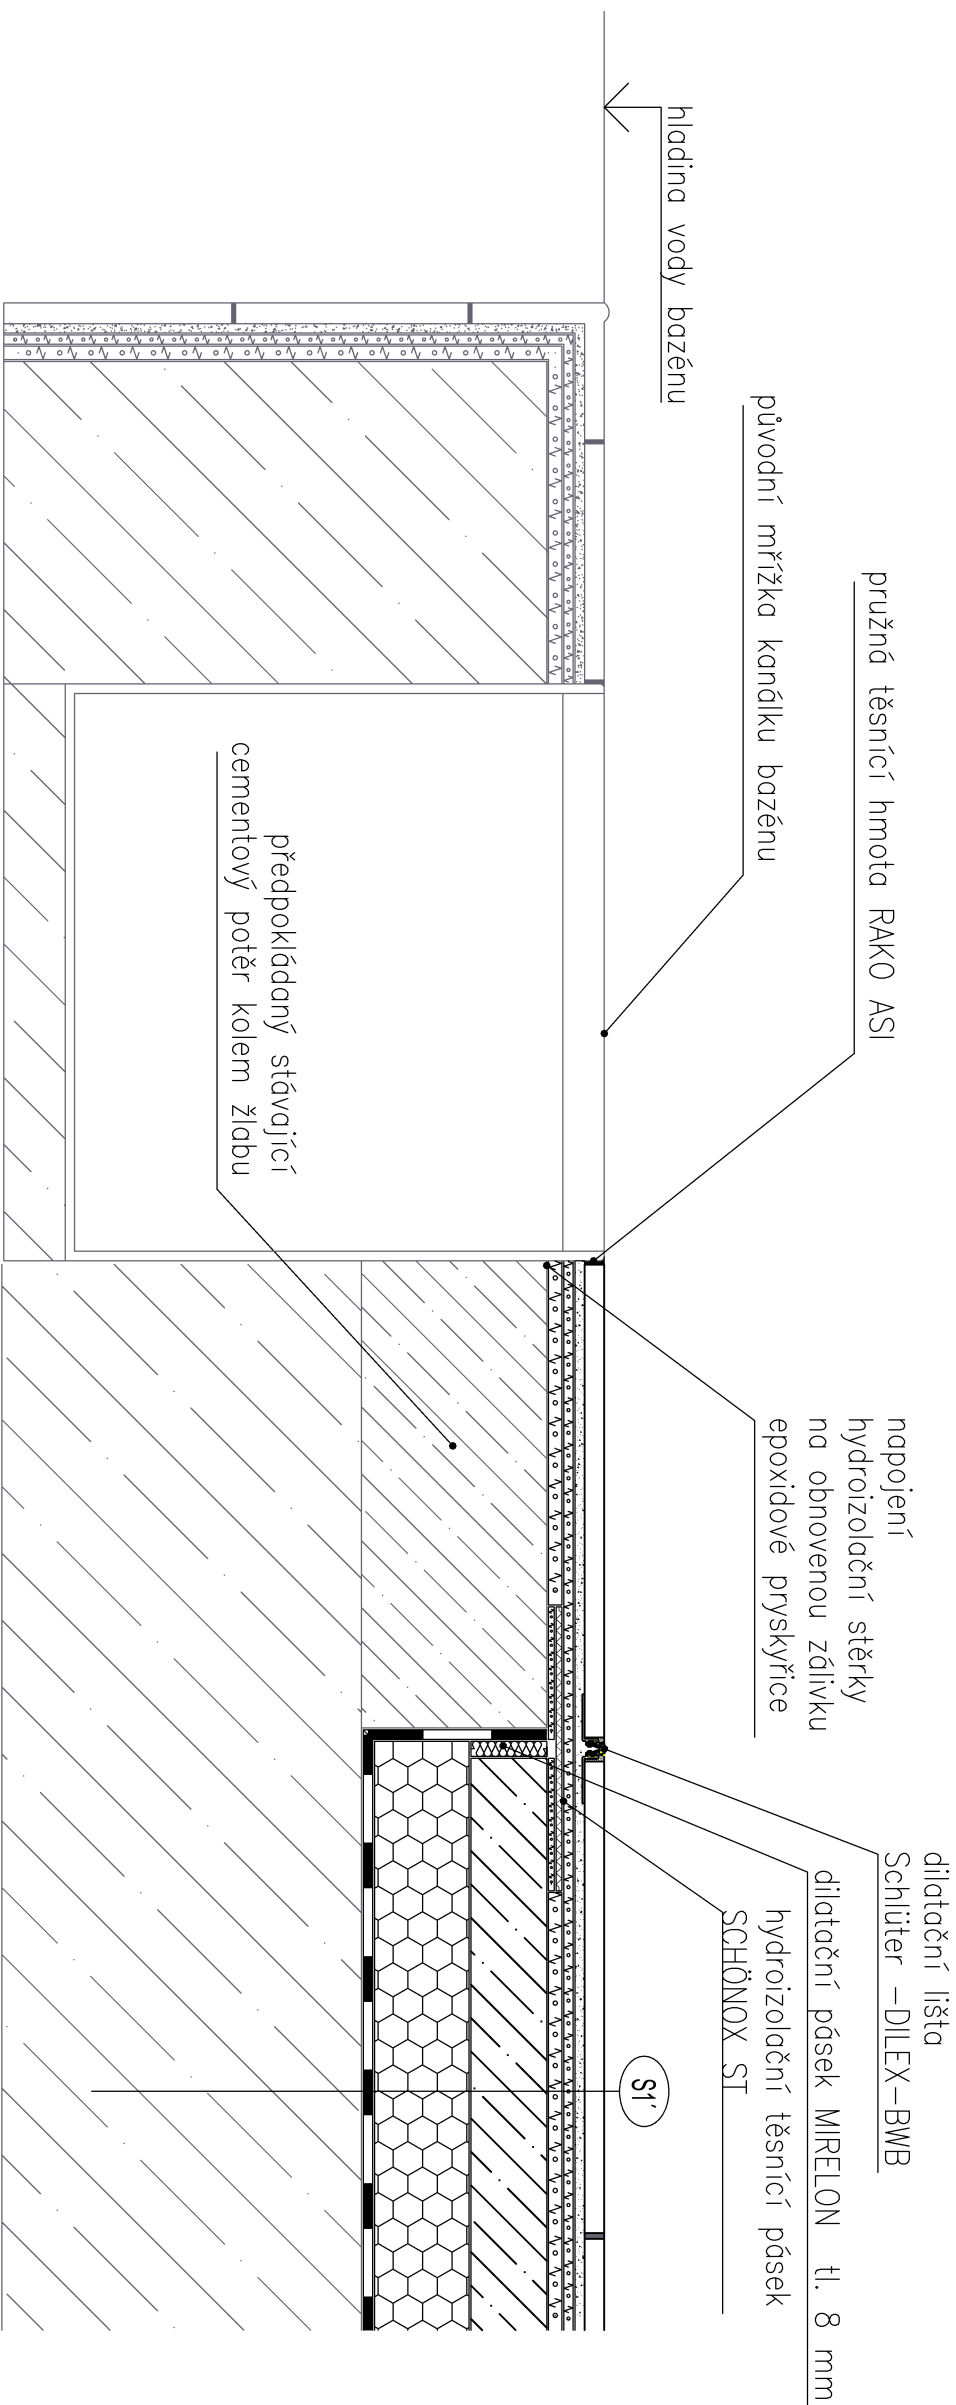 hladina vody bazénu
původní mřížka kanálku bazénu
pružná těsnící hmota RAKO ASI
předpokládaný stávající
cementový potěr kolem žlabu
napojení
hydroizolační stěrky
na obnovenou zálivku
epoxidové pryskyřice
dilatační lišta
Schlüter –DILEX–BWB
dilatační pásek MIRELON tl. 8 mm
hydroizolační těsnící pásek
SCHÖNOX ST
S1'